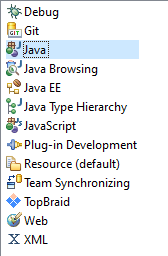 Debug
GIT Git
Java
Java Browsing
Java EE
Java Type Hierarchy
JavaScript
Plug-in Development
Resource (default)
Team Synchronizing
TopBraid
Web
X XML